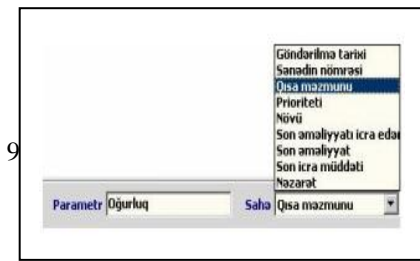 Göndərilmə tarixi
Sənədin nömrəsi
Qısa məzmunu
Prioriteti
Növü
Son əməliyyatı icra edən
Son əməliyyat
Son icra müddəti
Nəzarət
9
Parametr Oğurluq Sahə Qısa məzmunu